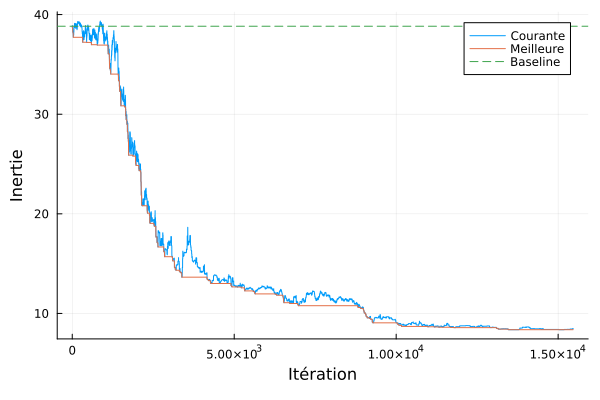 40
30
20
10
Inertie
Courante
Meilleure
Baseline
0
5.00×10³
1.00×10⁴
1.50×10⁴
Itération